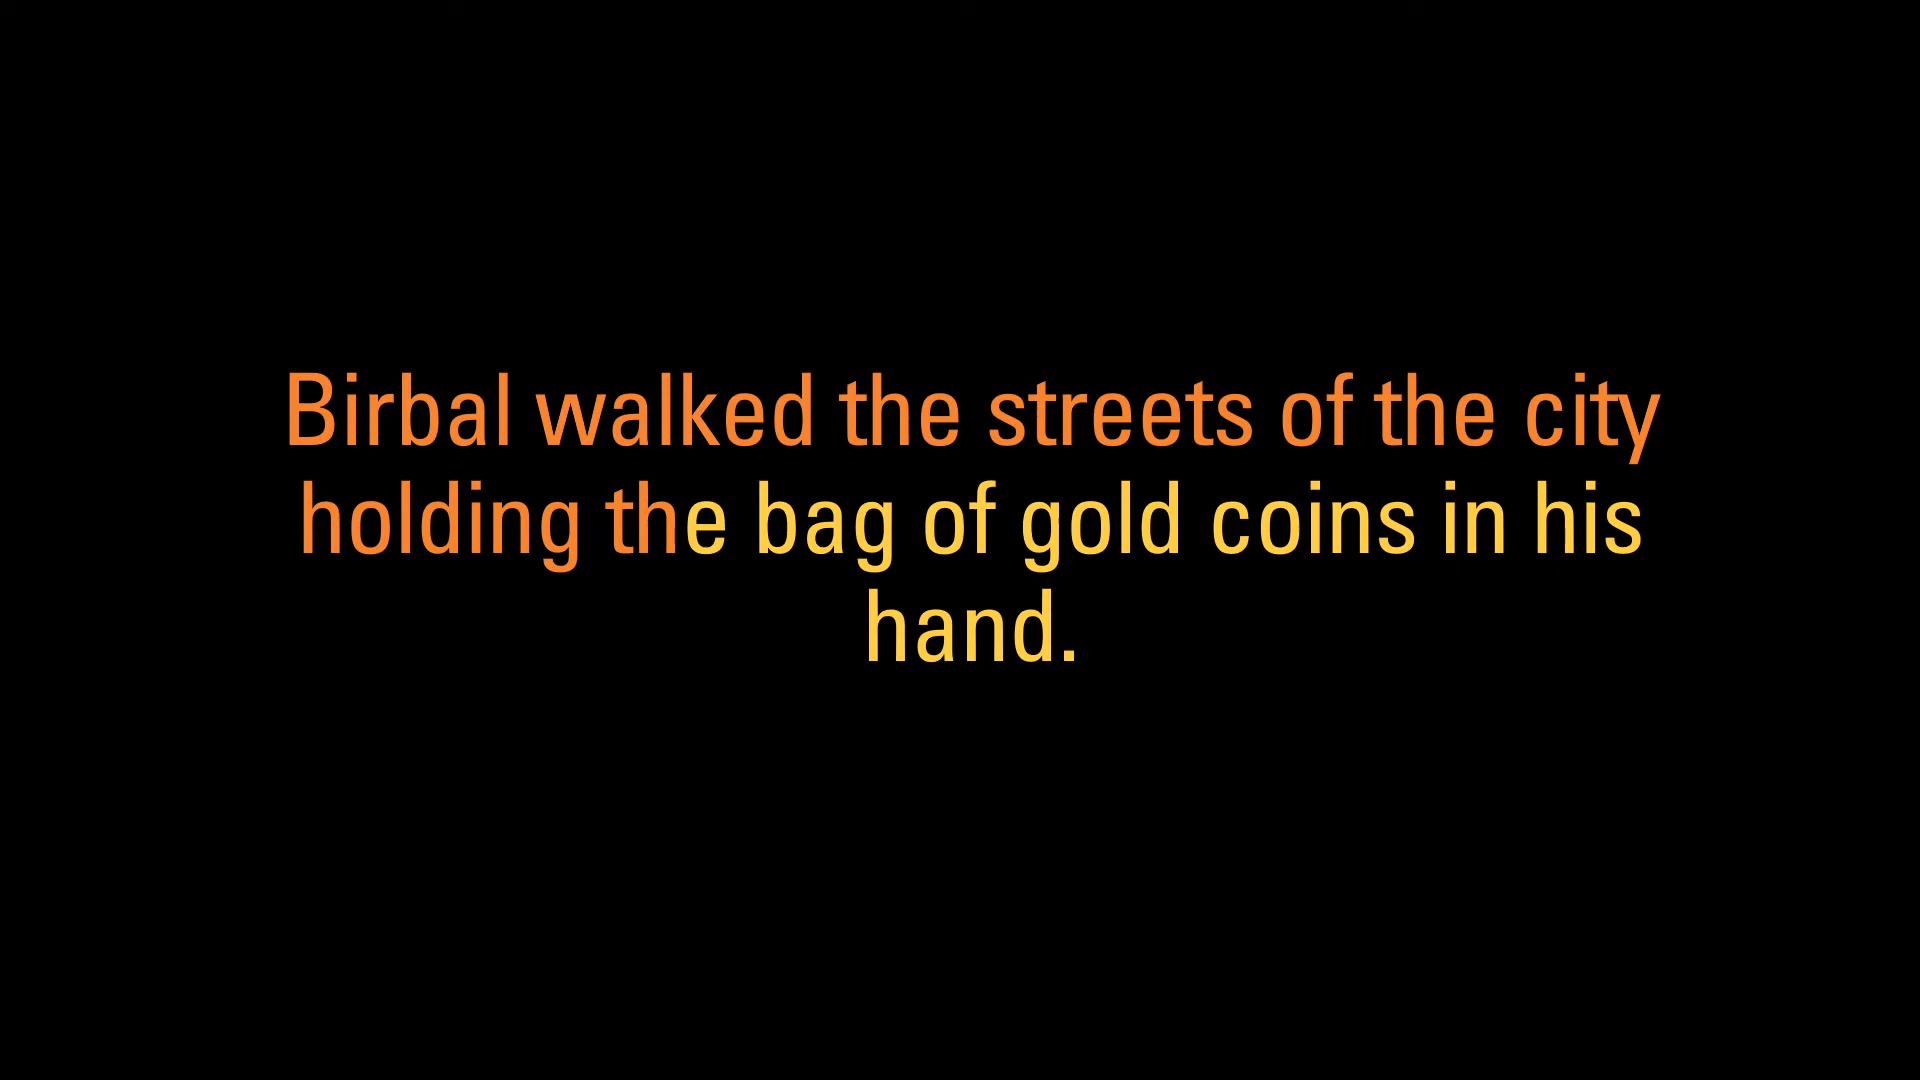 Birbal walked the streets of the city
holding the bag of gold coins in his
hand.